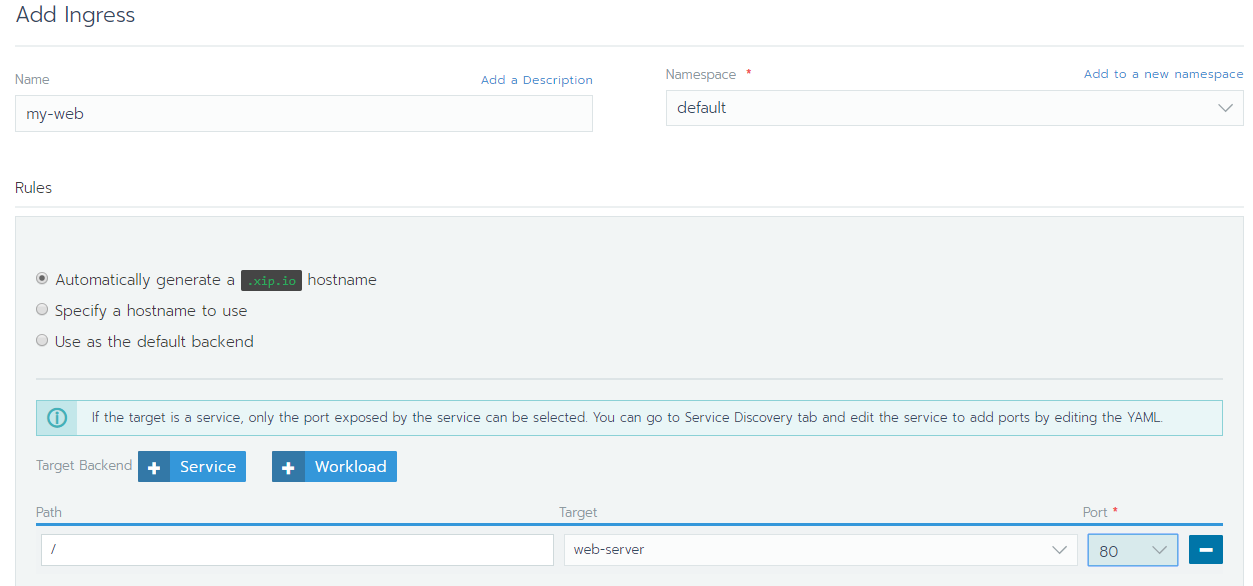 Add Ingress
Name
Add a Description
Namespace *
Add to a new namespace
my-web
default
Rules
Automatically generate a .xip.io hostname
Specify a hostname to use
Use as the default backend
If the target is a service, only the port exposed by the service can be selected. You can go to Service Discovery tab and edit the service to add ports by editing the YAML.
Target Backend + Service + Workload
Path Target Port *
/ web-server 80